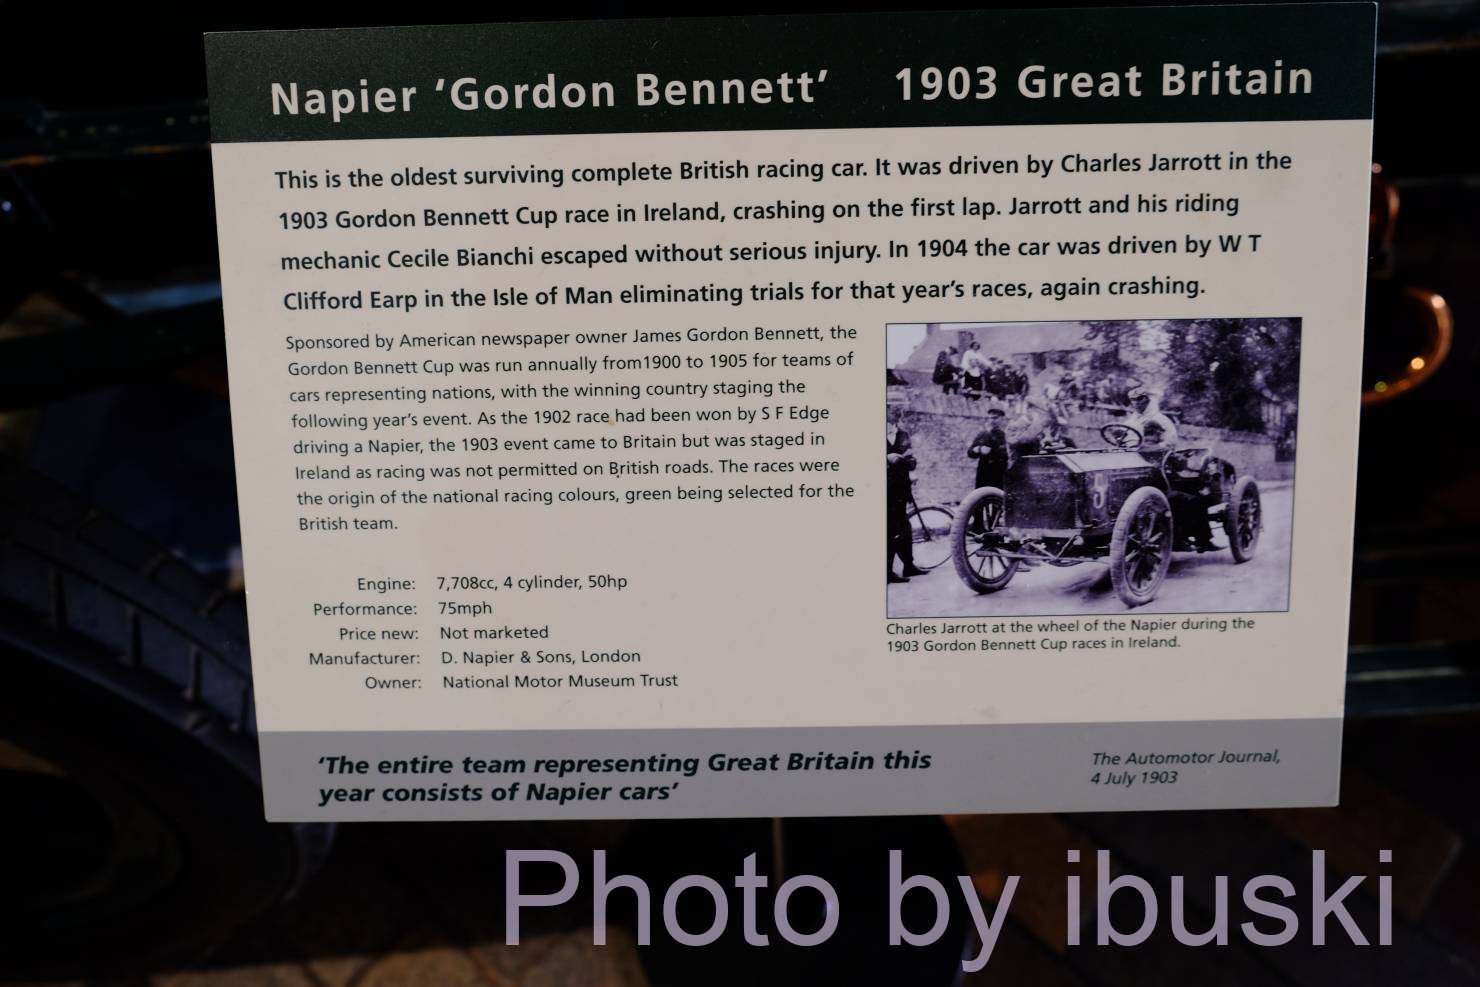 Napier ‘Gordon Bennett’ 1903 Great Britain
This is the oldest surviving complete British racing car. It was driven by Charles Jarrott in the
1903 Gordon Bennett Cup race in Ireland, crashing on the first lap. Jarrott and his riding
mechanic Cecile Bianchi escaped without serious injury. In 1904 the car was driven by W T
Clifford Earp in the Isle of Man eliminating trials for that year’s races, again crashing.
Sponsored by American newspaper owner James Gordon Bennett, the
Gordon Bennett Cup was run annually from1900 to 1905 for teams of
cars representing nations, with the winning country staging the
following year’s event. As the 1902 race had been won by S F Edge
driving a Napier, the 1903 event came to Britain but was staged in
Ireland as racing was not permitted on British roads. The races were
the origin of the national racing colours, green being selected for the
British team.
Engine: 7,708cc, 4 cylinder, 50hp
Performance: 75mph
Price new: Not marketed
Manufacturer: D. Napier & Sons, London
Owner: National Motor Museum Trust
Charles Jarrott at the wheel of the Napier during the
1903 Gordon Bennett Cup races in Ireland.
‘The entire team representing Great Britain this
year consists of Napier cars’
The Automotor Journal,
4 July 1903
Photo by ibuski